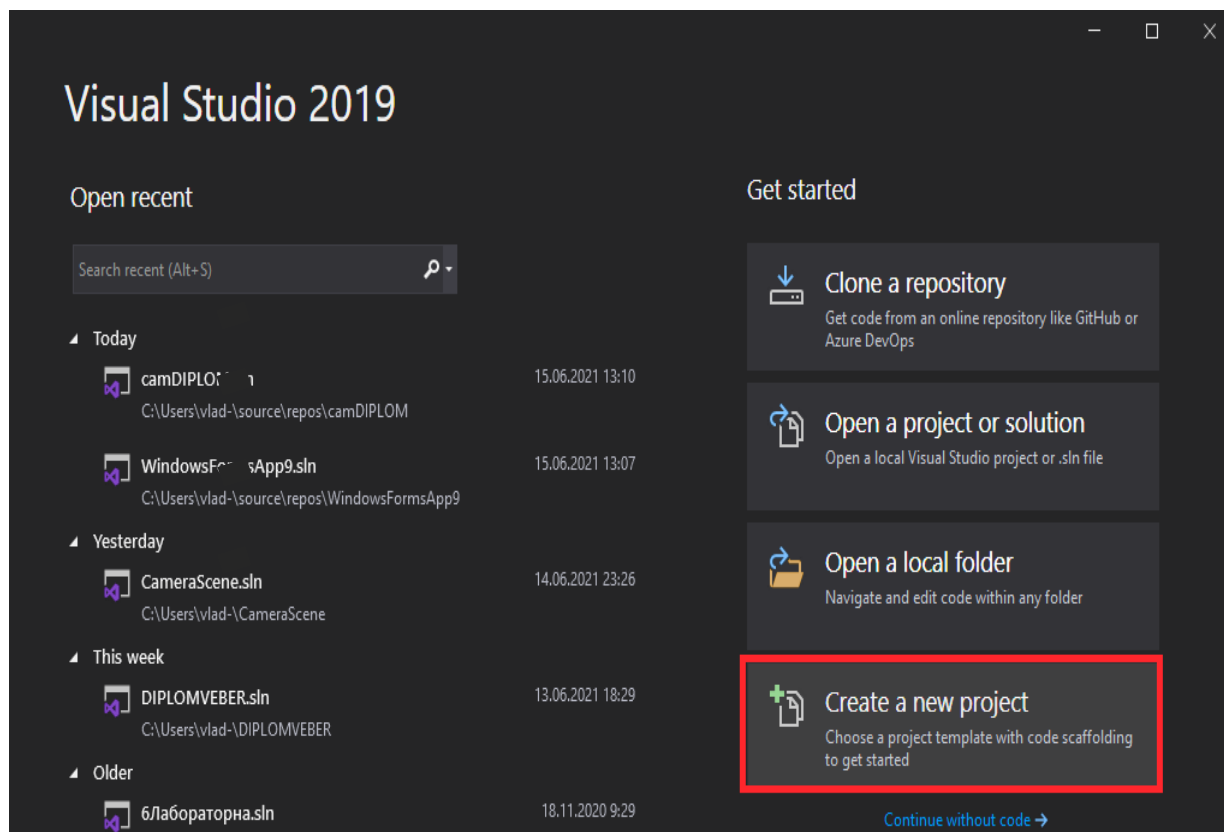 Visual Studio 2019
Open recent
Search recent (Alt+S)
Today
15.06.2021 13:10
C:\Users\vlad-\source\repos\camDIPLOM
15.06.2021 13:07
C:\Users\vlad-\source\repos\WindowsFormsApp9
Yesterday
CameraScene.sln 14.06.2021 23:26
C:\Users\vlad-\CameraScene
This week
DIPLOMVEBER.sln 13.06.2021 18:29
C:\Users\vlad-\DIPLOMVEBER
Older
6Лабораторна.sln 18.11.2020 9:29
Get started
Clone a repository
Get code from an online repository like GitHub or
Azure DevOps
Open a project or solution
Open a local Visual Studio project or .sln file
Open a local folder
Navigate and edit code within any folder
Create a new project
Choose a project template with code scaffolding
to get started
Continue without code →